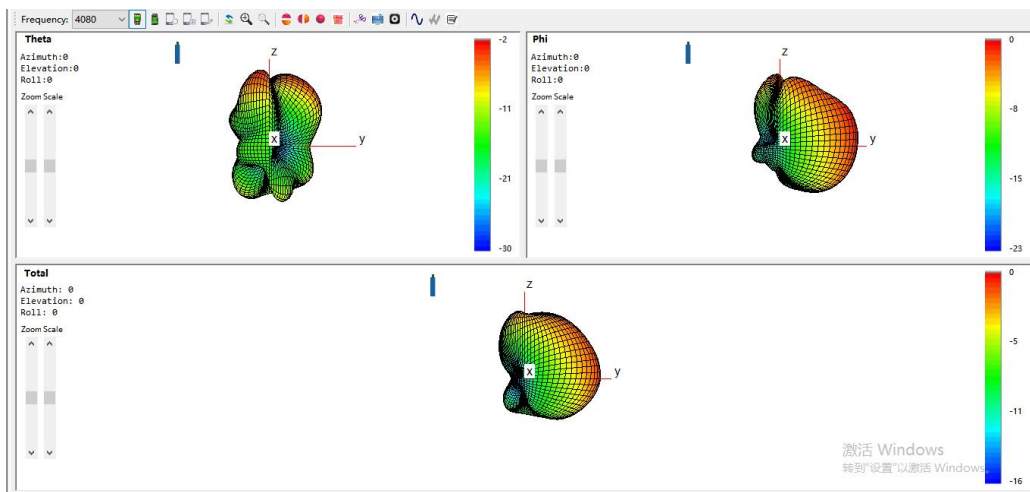 Frequency: 4080
Theta
Azimuth:0
Elevation:0
Roll:0
Zoom Scale
z
x
y
-2
-11
-21
-30
Phi
Azimuth:0
Elevation:0
Roll:0
Zoom Scale
z
x
y
0
-8
-15
-23
Total
Azimuth: 0
Elevation: 0
Roll: 0
Zoom Scale
z
x
y
0
-5
-11
-16
激活 Windows
转到"设置"以激活 Windows